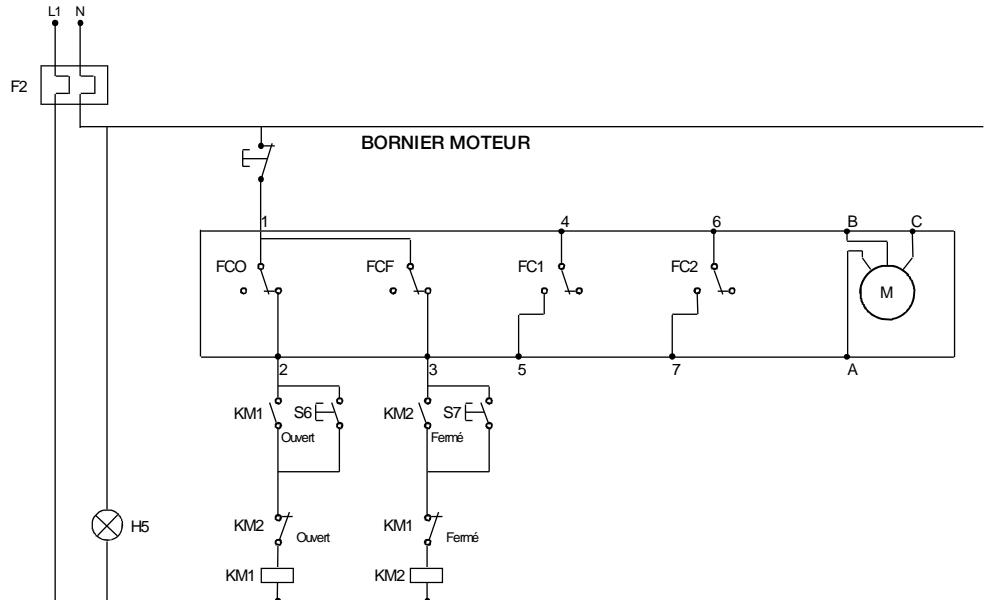 L1 N
F2
BORNIER MOTEUR
1 4 6 B C
FCO FCF FC1 FC2 M
2 3 5 7 A
KM1 S6 KM2 S7
Ouvert Fermé
H5 KM2 Ouvert KM1 Fermé
KM1 KM2